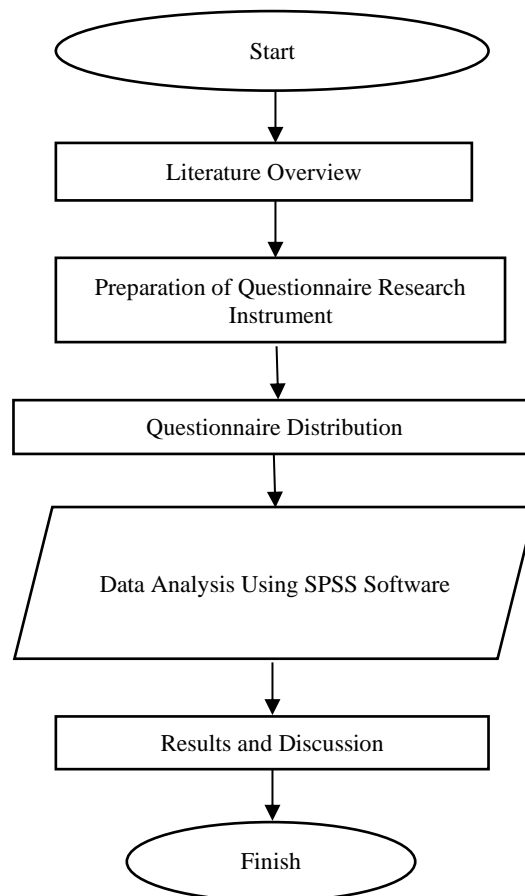 Start
Literature Overview
Preparation of Questionnaire Research
Instrument
Questionnaire Distribution
Data Analysis Using SPSS Software
Results and Discussion
Finish